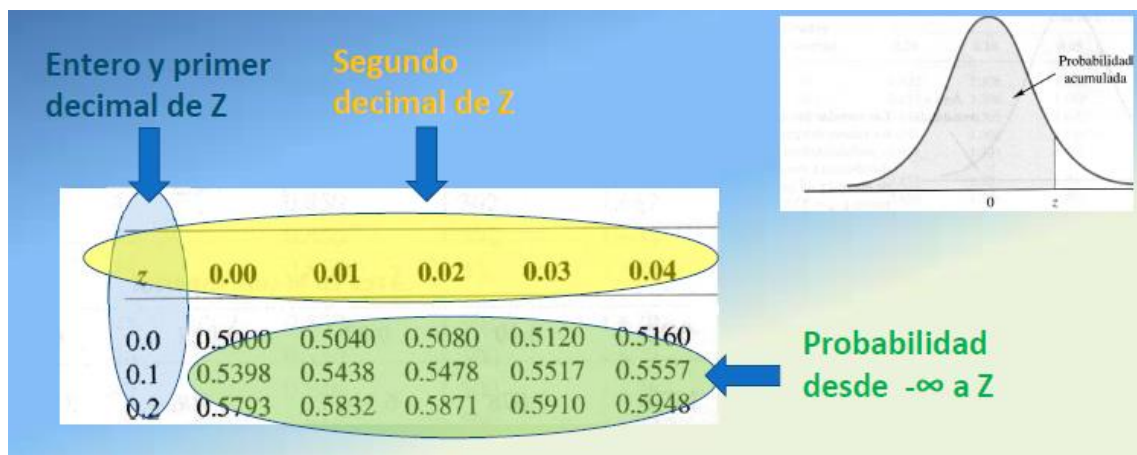 Entero y primer
decimal de Z
Segundo
decimal de Z
Probabilidad
acumulada
0 z
z 0.00 0.01 0.02 0.03 0.04
0.0 0.5000 0.5040 0.5080 0.5120 0.5160
0.1 0.5398 0.5438 0.5478 0.5517 0.5557
0.2 0.5793 0.5832 0.5871 0.5910 0.5948
Probabilidad
desde -∞ a Z